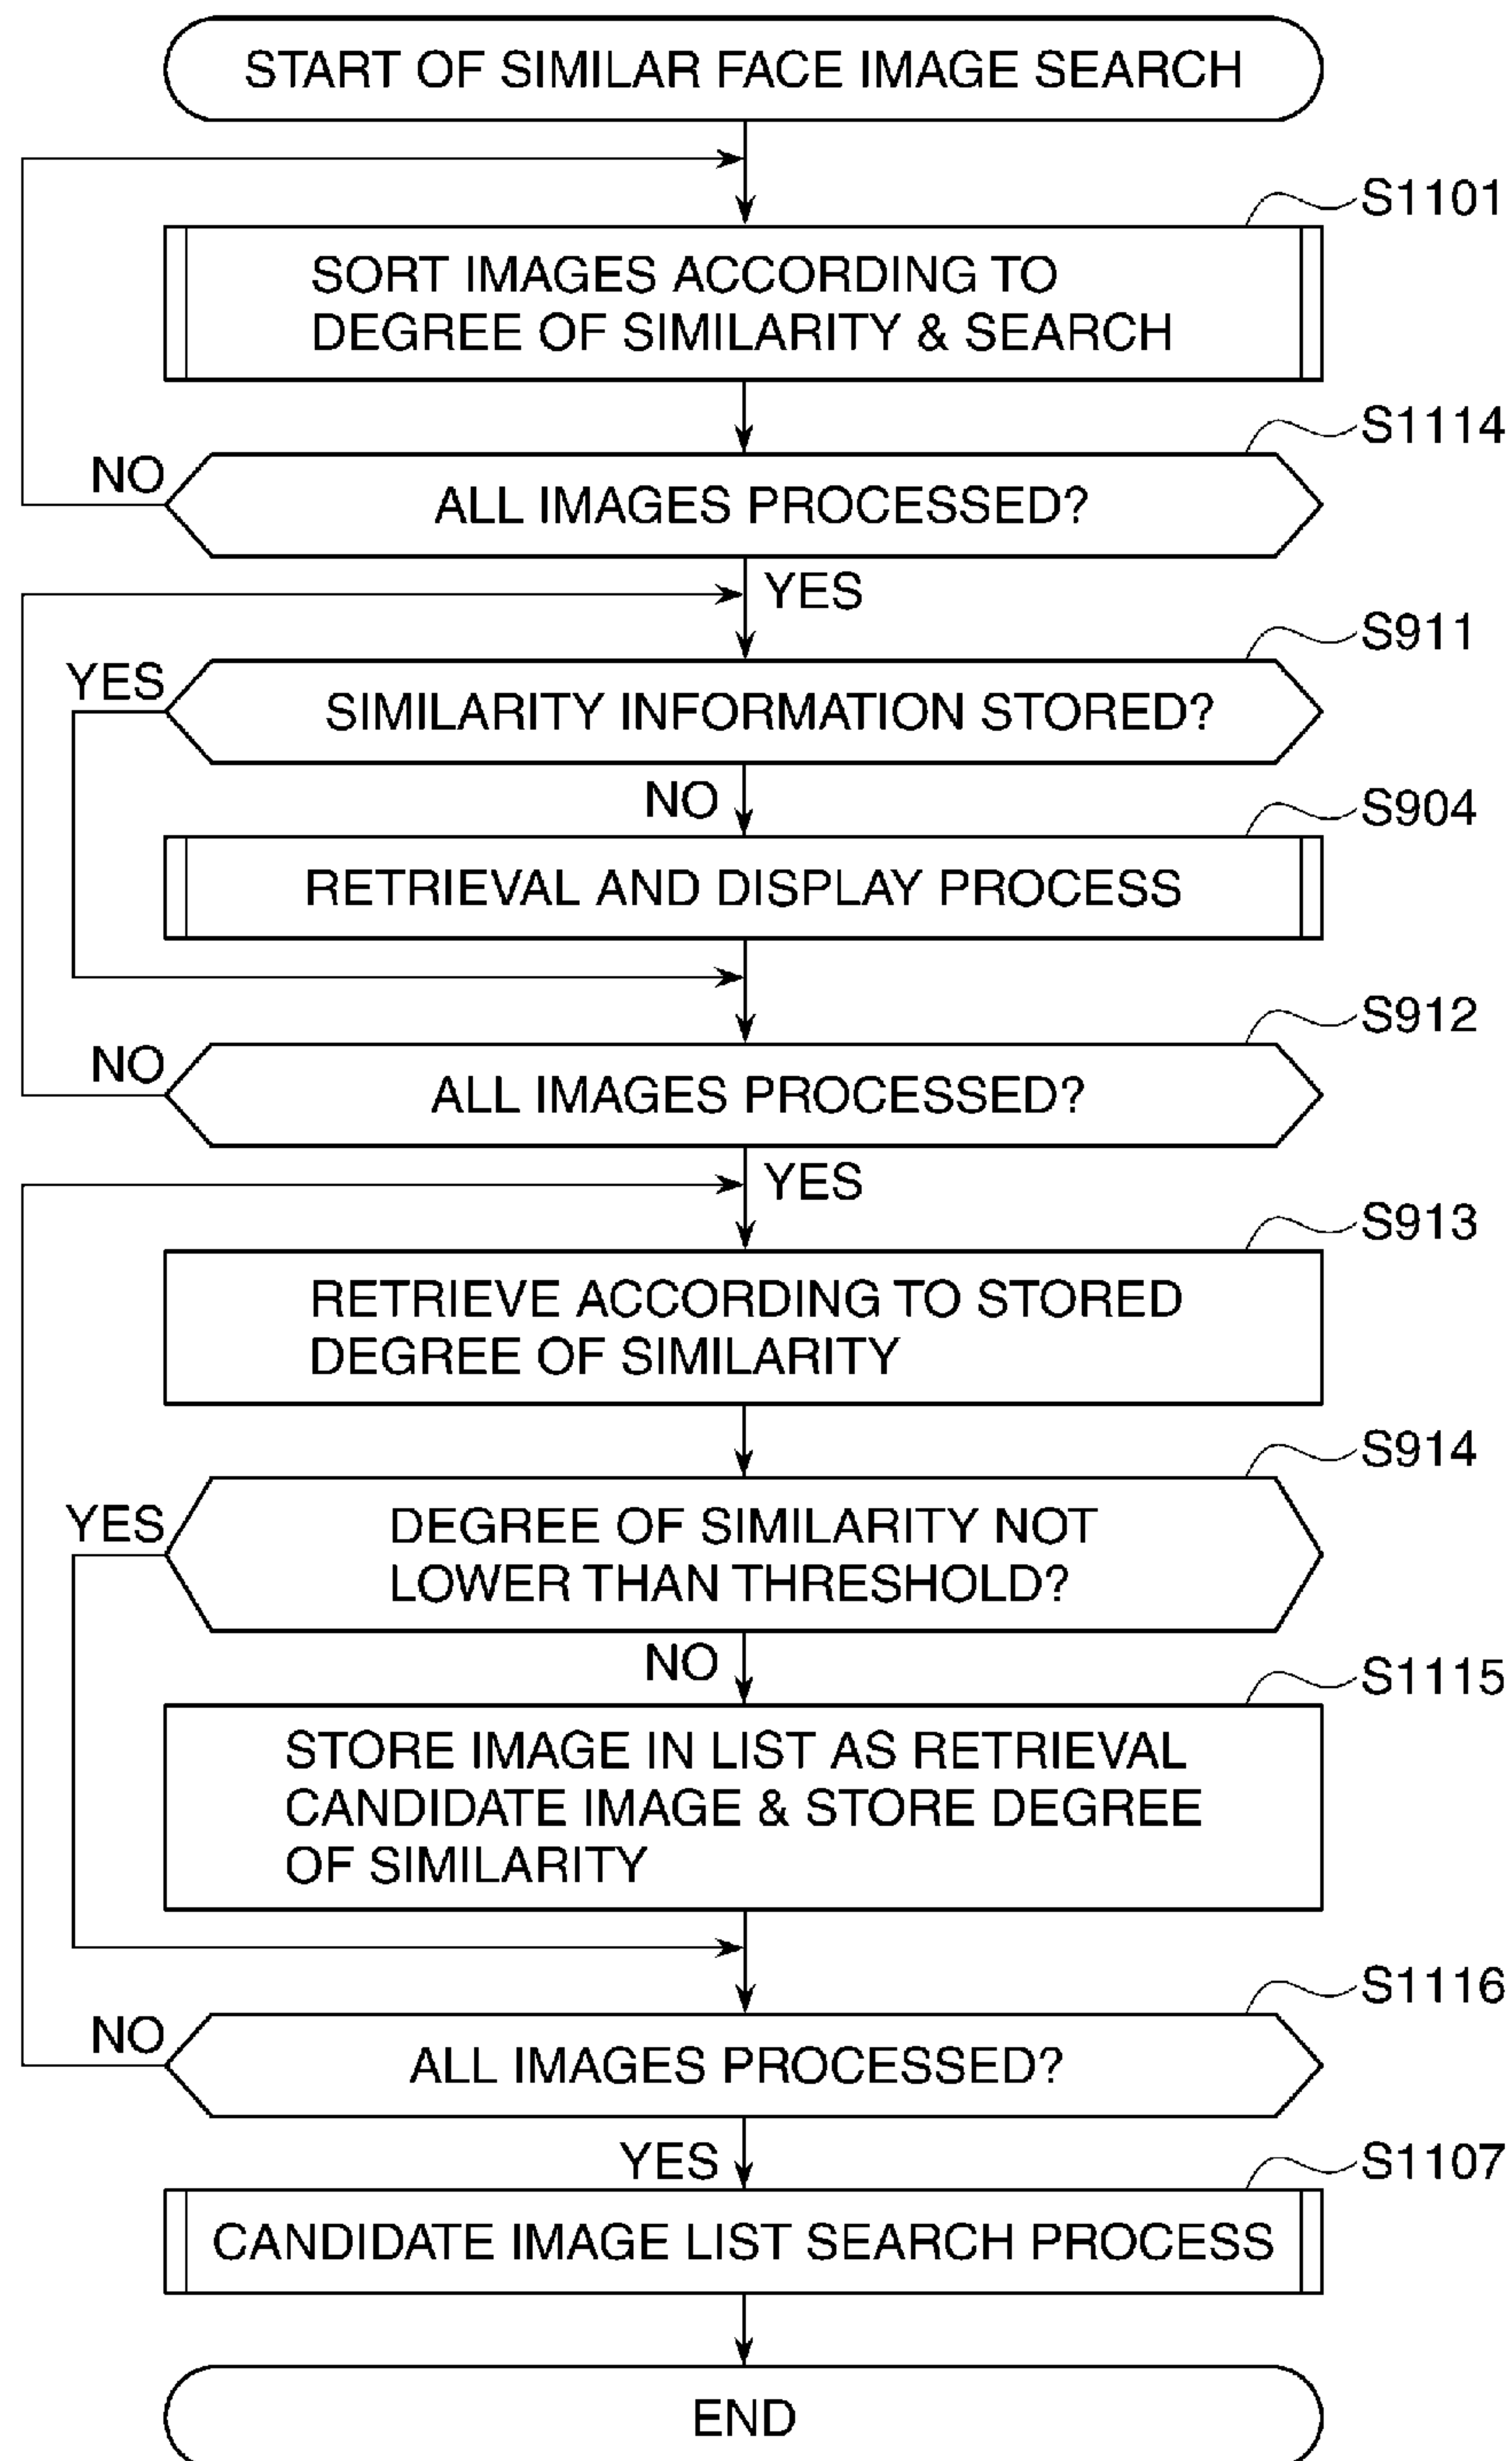 START OF SIMILAR FACE IMAGE SEARCH
S1101
SORT IMAGES ACCORDING TO
DEGREE OF SIMILARITY & SEARCH
S1114
NO
ALL IMAGES PROCESSED?
YES
S911
YES
SIMILARITY INFORMATION STORED?
NO
S904
RETRIEVAL AND DISPLAY PROCESS
S912
NO
ALL IMAGES PROCESSED?
YES
S913
RETRIEVE ACCORDING TO STORED
DEGREE OF SIMILARITY
S914
YES
DEGREE OF SIMILARITY NOT
LOWER THAN THRESHOLD?
NO
S1115
STORE IMAGE IN LIST AS RETRIEVAL
CANDIDATE IMAGE & STORE DEGREE
OF SIMILARITY
S1116
NO
ALL IMAGES PROCESSED?
YES
S1107
CANDIDATE IMAGE LIST SEARCH PROCESS
END